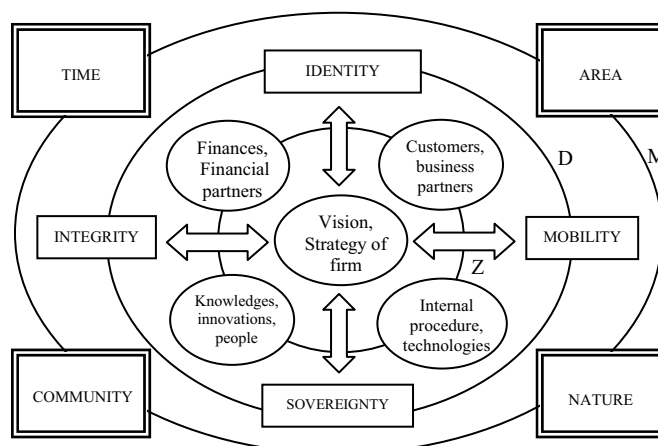 TIME
IDENTITY
AREA
Finances,
Financial
partners
Customers,
business
partners
D
M
INTEGRITY
Vision,
Strategy of
firm
MOBILITY
Z
Knowledges,
innovations,
people
Internal
procedure,
technologies
COMMUNITY
SOVEREIGNTY
NATURE